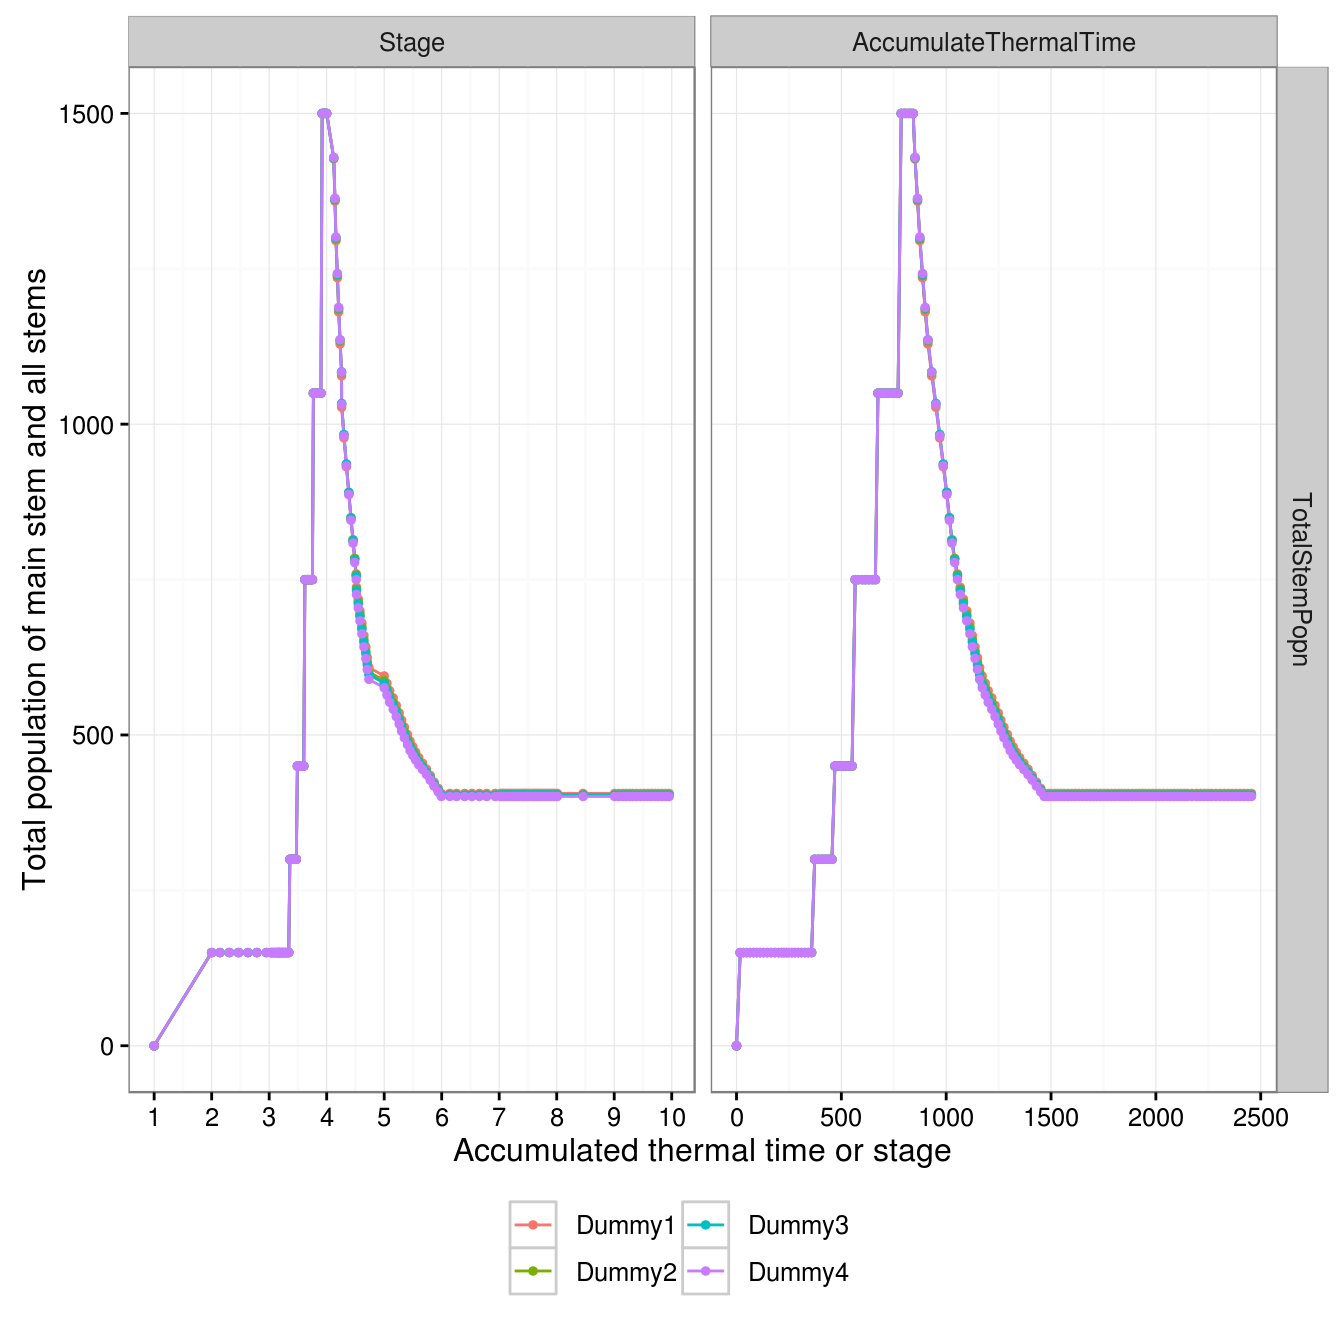 Stage
AccumulateThermalTime
Total population of main stem and all stems
1500
1000
500
0
TotalStemPopn
1 2 3 4 5 6 7 8 9 10
0 500 1000 1500 2000 2500
Accumulated thermal time or stage
Dummy1 Dummy3
Dummy2 Dummy4